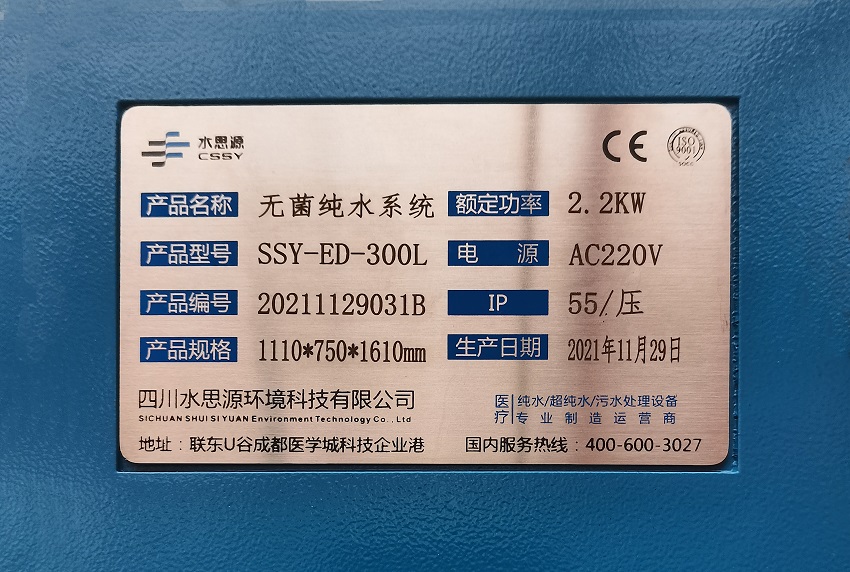 水思源
CSSY
CE
ISO 9001
产品名称 无菌纯水系统 额定功率 2.2KW
产品型号 SSY-ED-300L 电 源 AC220V
产品编号 20211129031B IP 55/压
产品规格 1110*750*1610mm 生产日期 2021年11月29日
四川水思源环境科技有限公司
SICHUAN SHUI SI YUAN Environment Technology Co., Ltd
医疗 纯水/超纯水/污水处理设备
专业制造运营商
地址：联东U谷成都医学城科技企业港 国内服务热线：400-600-3027